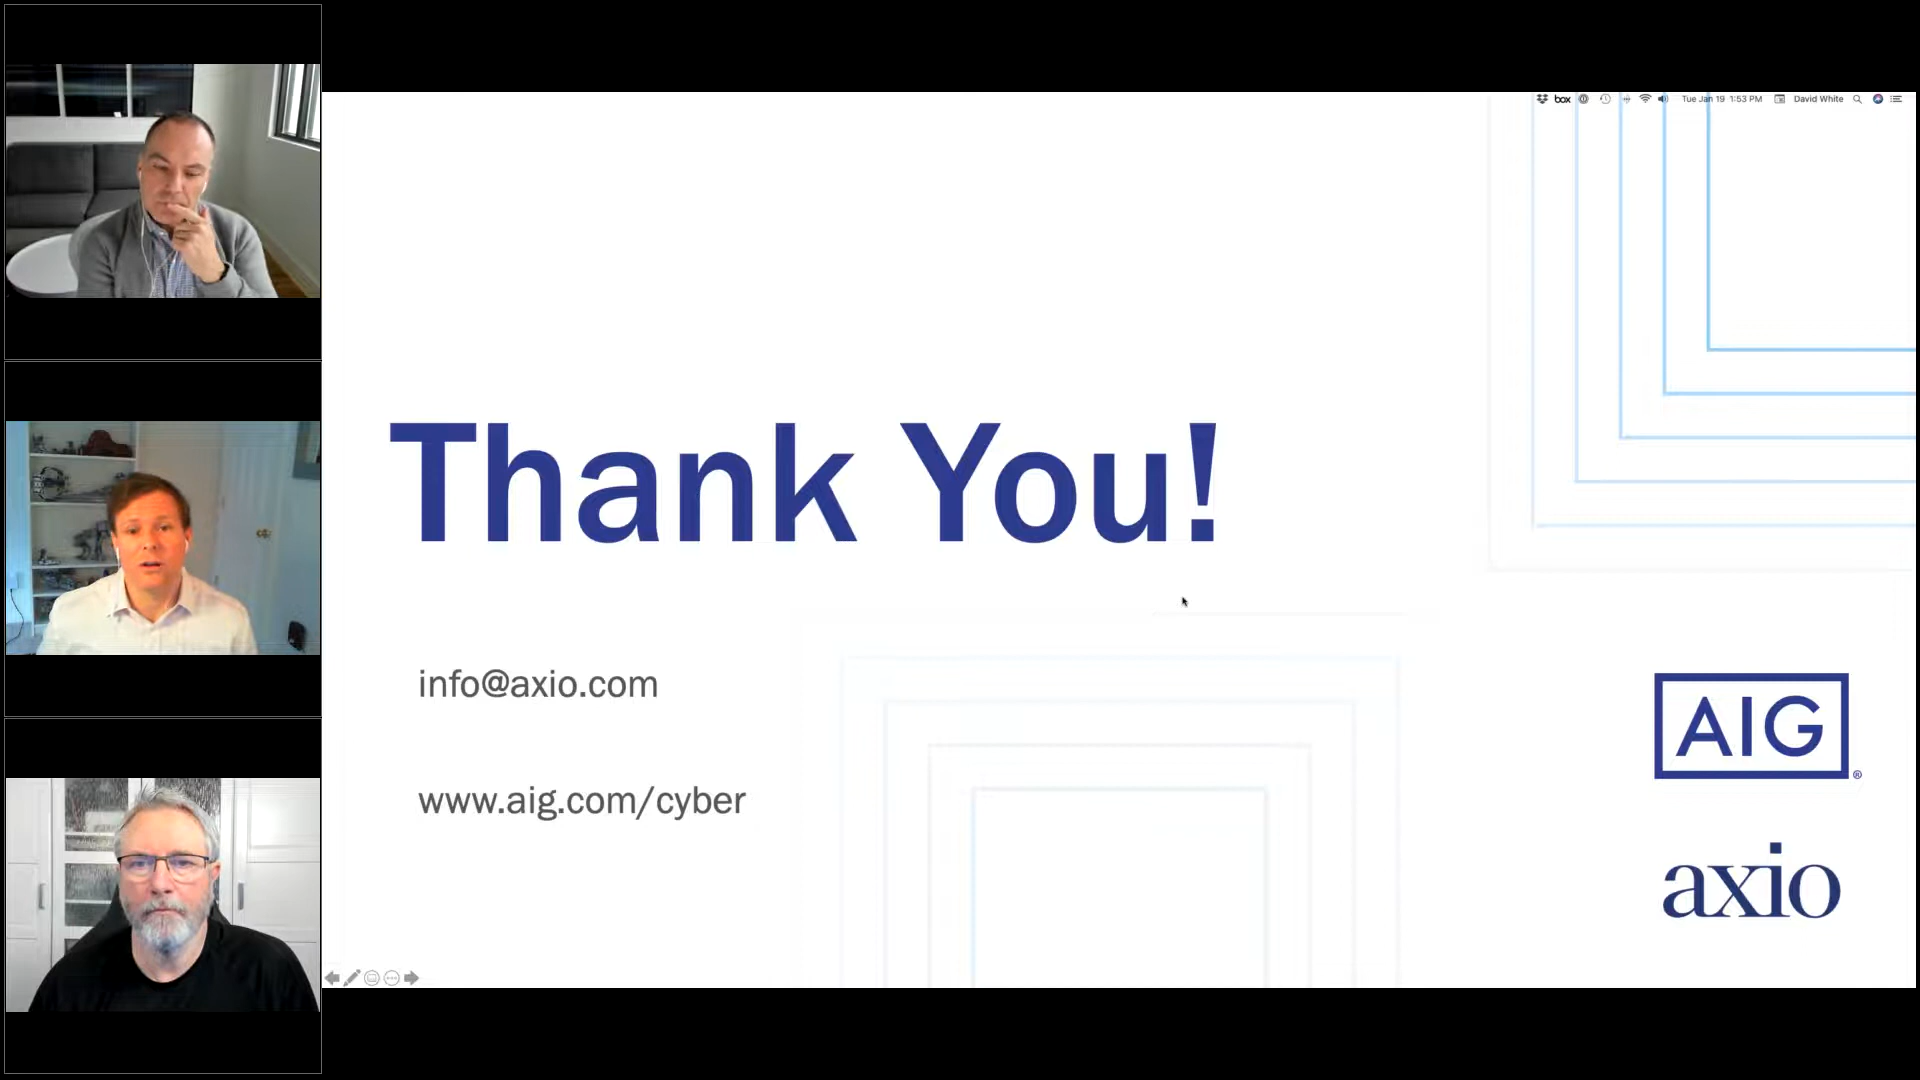 box
Tue Jan 19 1:53 PM
David White
Thank You!
info@axio.com
www.aig.com/cyber
AIG®
axio